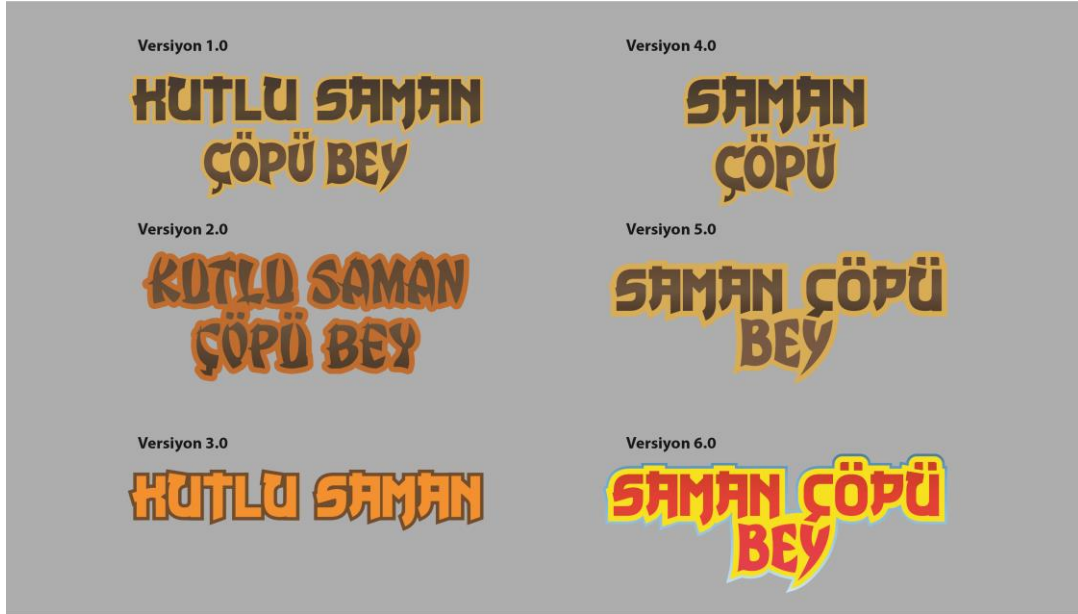 Versiyon 1.0
KUTLU SAMAN
ÇÖPÜ BEY
Versiyon 2.0
KUTLU SAMAN
ÇÖPÜ BEY
Versiyon 3.0
KUTLU SAMAN
Versiyon 4.0
SAMAN
ÇÖPÜ
Versiyon 5.0
SAMAN ÇÖPÜ
BEY
Versiyon 6.0
SAMAN ÇÖPÜ
BEY